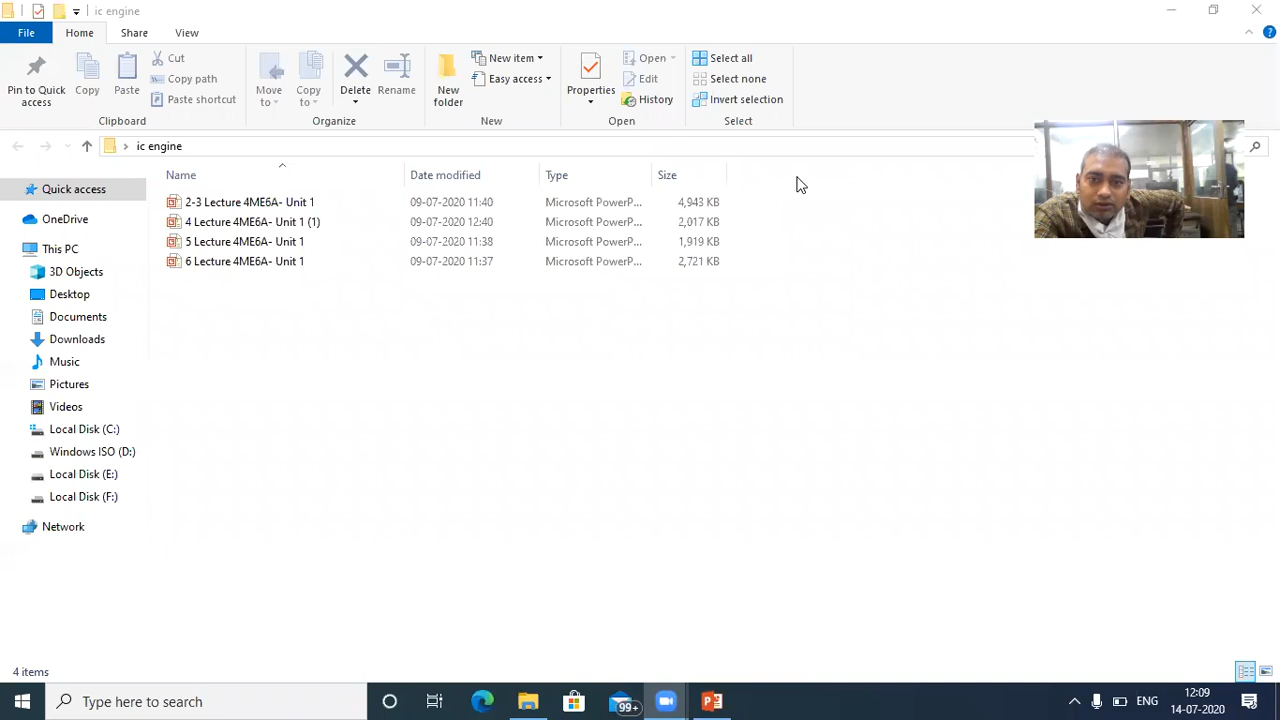 ic engine
File Home Share View
Pin to Quick access
Copy
Paste
Cut
Copy path
Paste shortcut
Clipboard
Move to
Copy to
Delete
Rename
Organize
New folder
New item
Easy access
New
Properties
Open
Edit
History
Open
Select all
Select none
Invert selection
Select
ic engine
Name Date modified Type Size
2-3 Lecture 4ME6A- Unit 1 09-07-2020 11:40 Microsoft PowerP... 4,943 KB
4 Lecture 4ME6A- Unit 1 (1) 09-07-2020 12:40 Microsoft PowerP... 2,017 KB
5 Lecture 4ME6A- Unit 1 09-07-2020 11:38 Microsoft PowerP... 1,919 KB
6 Lecture 4ME6A- Unit 1 09-07-2020 11:37 Microsoft PowerP... 2,721 KB
Quick access
OneDrive
This PC
3D Objects
Desktop
Documents
Downloads
Music
Pictures
Videos
Local Disk (C:)
Windows ISO (D:)
Local Disk (E:)
Local Disk (F:)
Network
4 items
Type here to search
99+
ENG
12:09
14-07-2020